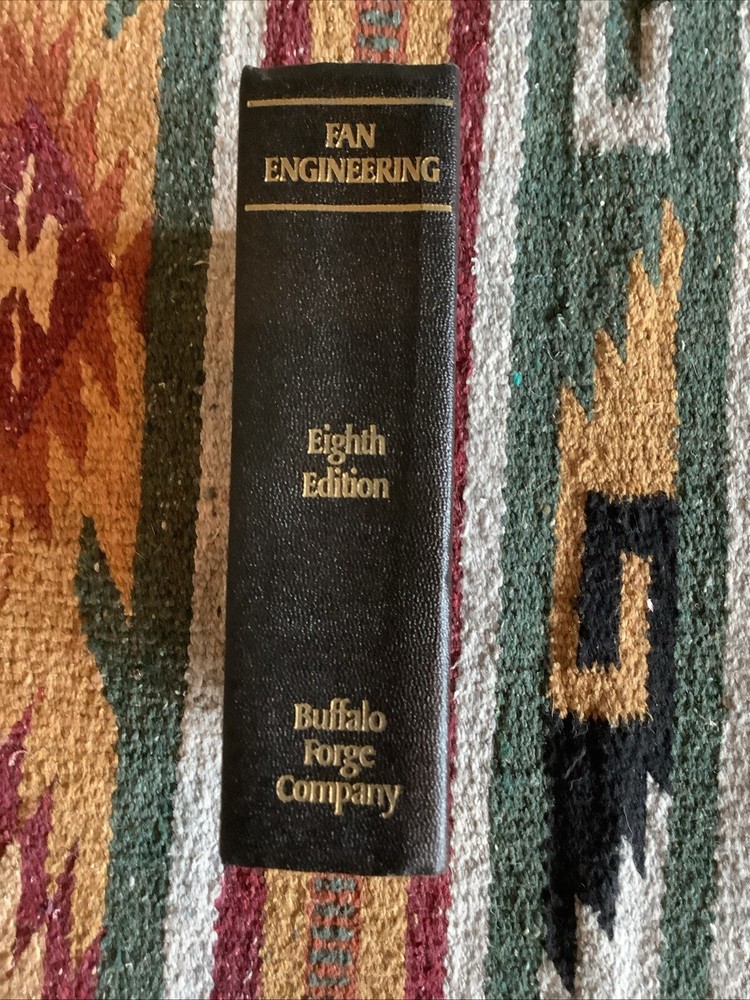 FAN
ENGINEERING
Eighth
Edition
Buffalo
Forge
Company